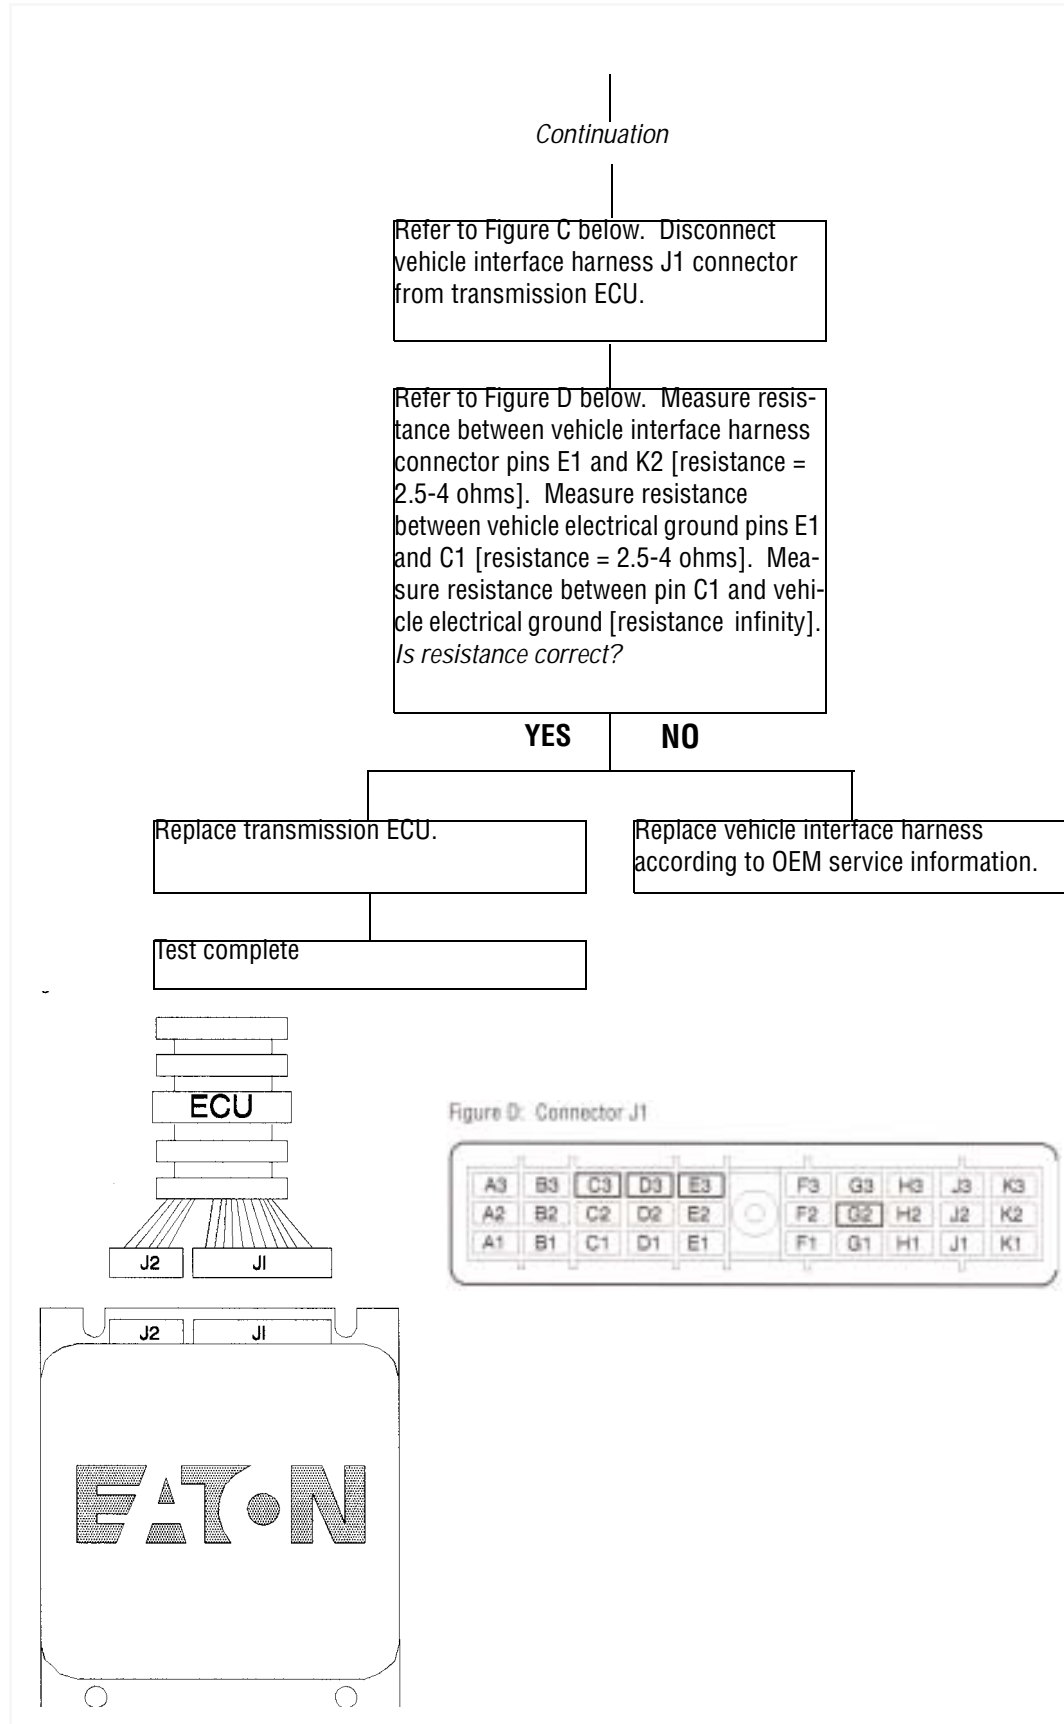 Continuation
Refer to Figure C below. Disconnect
vehicle interface harness J1 connector
from transmission ECU.
Refer to Figure D below. Measure resis-
tance between vehicle interface harness
connector pins E1 and K2 [resistance =
2.5-4 ohms]. Measure resistance
between vehicle electrical ground pins E1
and C1 [resistance = 2.5-4 ohms]. Mea-
sure resistance between pin C1 and vehi-
cle electrical ground [resistance infinity].
Is resistance correct?
YES NO
Replace transmission ECU.
Replace vehicle interface harness
according to OEM service information.
Test complete
ECU
J2 J1
J2 J1
EATON
Figure D: Connector J1
A3 B3 C3 D3 E3 F3 G3 H3 J3 K3
A2 B2 C2 D2 E2 F2 G2 H2 J2 K2
A1 B1 C1 D1 E1 F1 G1 H1 J1 K1